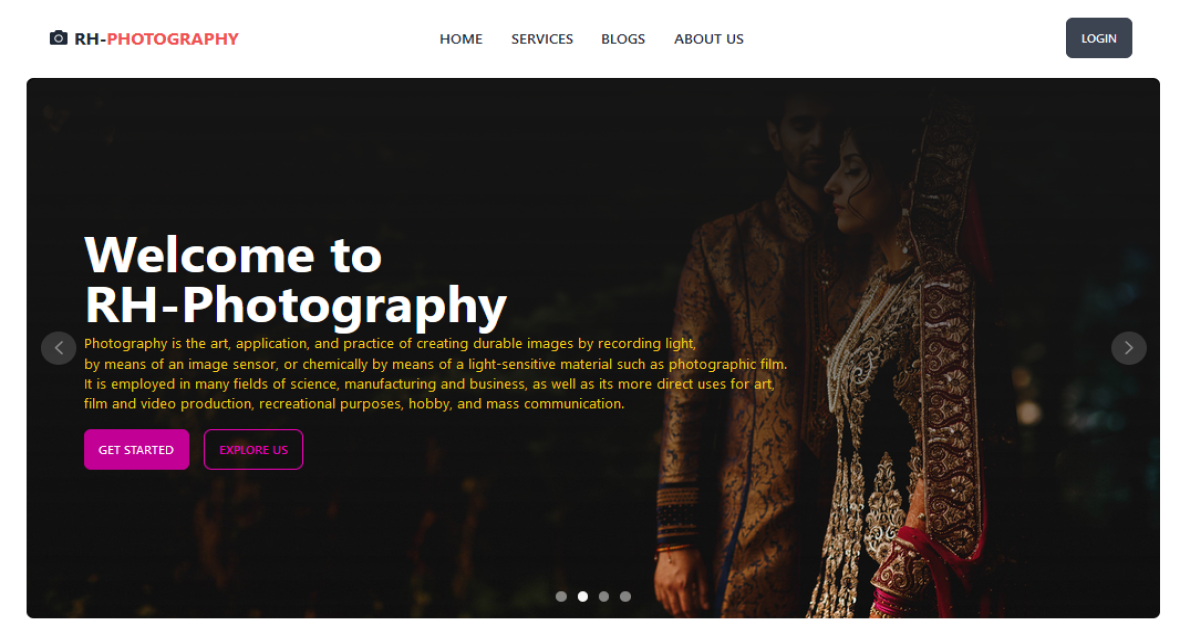 RH-PHOTOGRAPHY
HOME
SERVICES
BLOGS
ABOUT US
LOGIN
Welcome to
RH-Photography
Photography is the art, application, and practice of creating durable images by recording light,
by means of an image sensor, or chemically by means of a light-sensitive material such as photographic film.
It is employed in many fields of science, manufacturing and business, as well as its more direct uses for art,
film and video production, recreational purposes, hobby, and mass communication.
GET STARTED
EXPLORE US